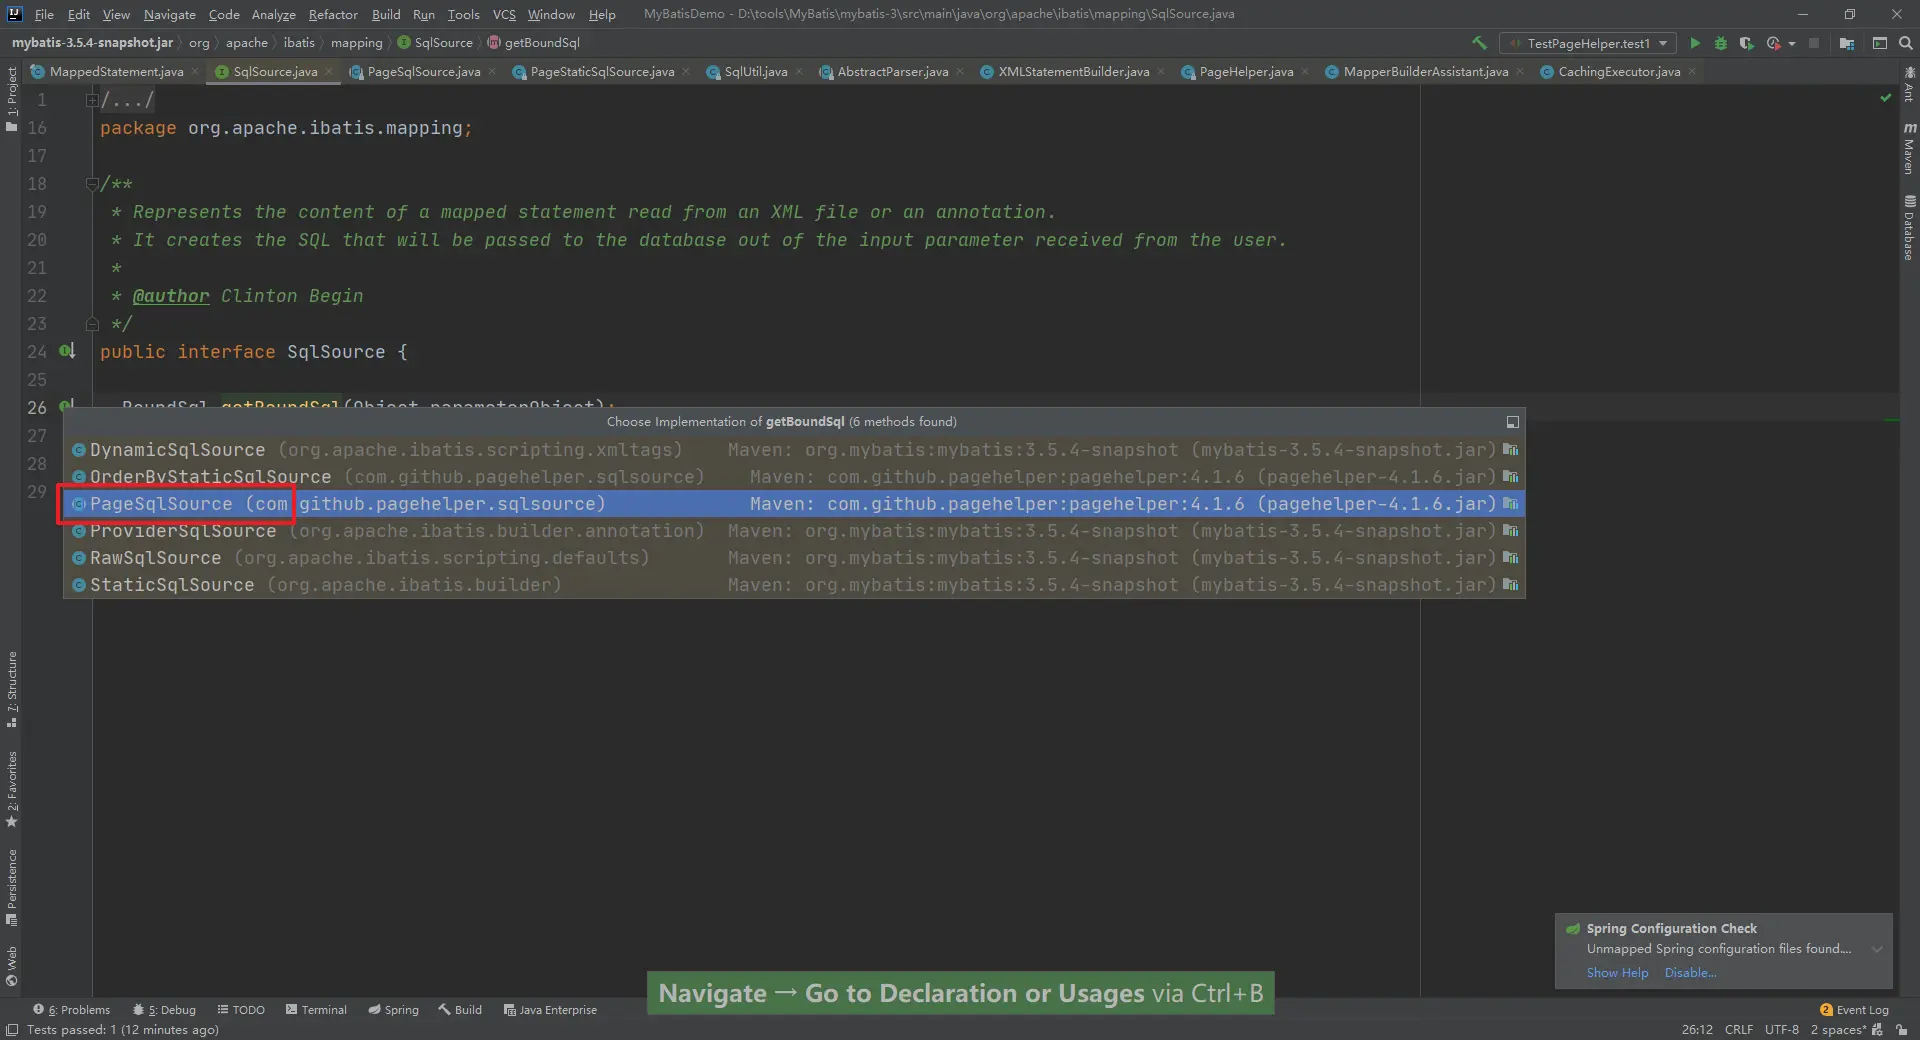 File Edit View Navigate Code Analyze Refactor Build Run Tools VCS Window Help MyBatisDemo - D:\tools\MyBatis\mybatis-3\src\main\java\org\apache\ibatis\mapping\SqlSource.java
mybatis-3.5.4-snapshot.jar org apache ibatis mapping SqlSource getBoundSql TestPageHelper.test1
MappedStatement.java SqlSource.java PageSqlSource.java PageStaticSqlSource.java SqlUtil.java AbstractParser.java XMLStatementBuilder.java PageHelper.java MapperBuilderAssistant.java CachingExecutor.java
1 /.../
16 package org.apache.ibatis.mapping;
17
18 /**
19 * Represents the content of a mapped statement read from an XML file or an annotation.
20 * It creates the SQL that will be passed to the database out of the input parameter received from the user.
21 *
22 * @author Clinton Begin
23 */
24 public interface SqlSource {
25
26 BoundSql getBoundSql(Object parameterObject);
27
28
29
Choose Implementation of getBoundSql (6 methods found)
DynamicSqlSource (org.apache.ibatis.scripting.xmltags) Maven: org.mybatis:mybatis:3.5.4-snapshot (mybatis-3.5.4-snapshot.jar)
OrderByStaticSqlSource (com.github.pagehelper.sqlsource) Maven: com.github.pagehelper:pagehelper:4.1.6 (pagehelper-4.1.6.jar)
PageSqlSource (com.github.pagehelper.sqlsource) Maven: com.github.pagehelper:pagehelper:4.1.6 (pagehelper-4.1.6.jar)
ProviderSqlSource (org.apache.ibatis.builder.annotation) Maven: org.mybatis:mybatis:3.5.4-snapshot (mybatis-3.5.4-snapshot.jar)
RawSqlSource (org.apache.ibatis.scripting.defaults) Maven: org.mybatis:mybatis:3.5.4-snapshot (mybatis-3.5.4-snapshot.jar)
StaticSqlSource (org.apache.ibatis.builder) Maven: org.mybatis:mybatis:3.5.4-snapshot (mybatis-3.5.4-snapshot.jar)
1: Project
7: Structure
2: Favorites
Persistence
Web
Ant
m Maven
Database
Spring Configuration Check
Unmapped Spring configuration files found....
Show Help Disable...
Navigate → Go to Declaration or Usages via Ctrl+B
6: Problems 5: Debug TODO Terminal Spring Build Java Enterprise 2 Event Log
Tests passed: 1 (12 minutes ago) 26:12 CRLF UTF-8 2 spaces*